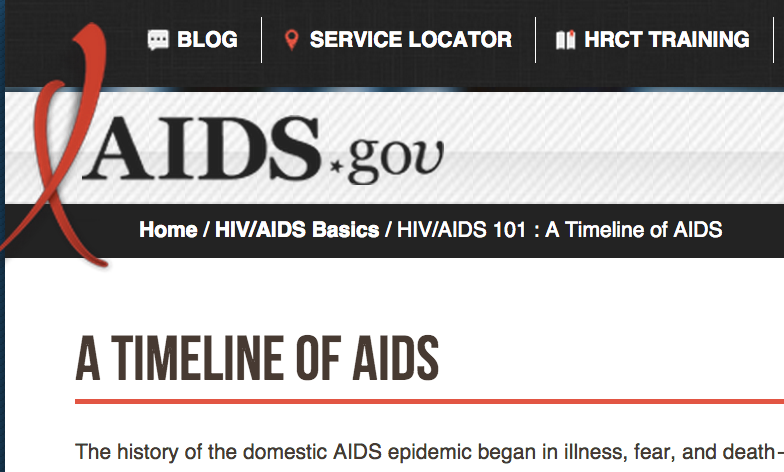 BLOG
SERVICE LOCATOR
HRCT TRAINING
AIDS.gov
Home / HIV/AIDS Basics / HIV/AIDS 101 : A Timeline of AIDS
A TIMELINE OF AIDS
The history of the domestic AIDS epidemic began in illness, fear, and death-